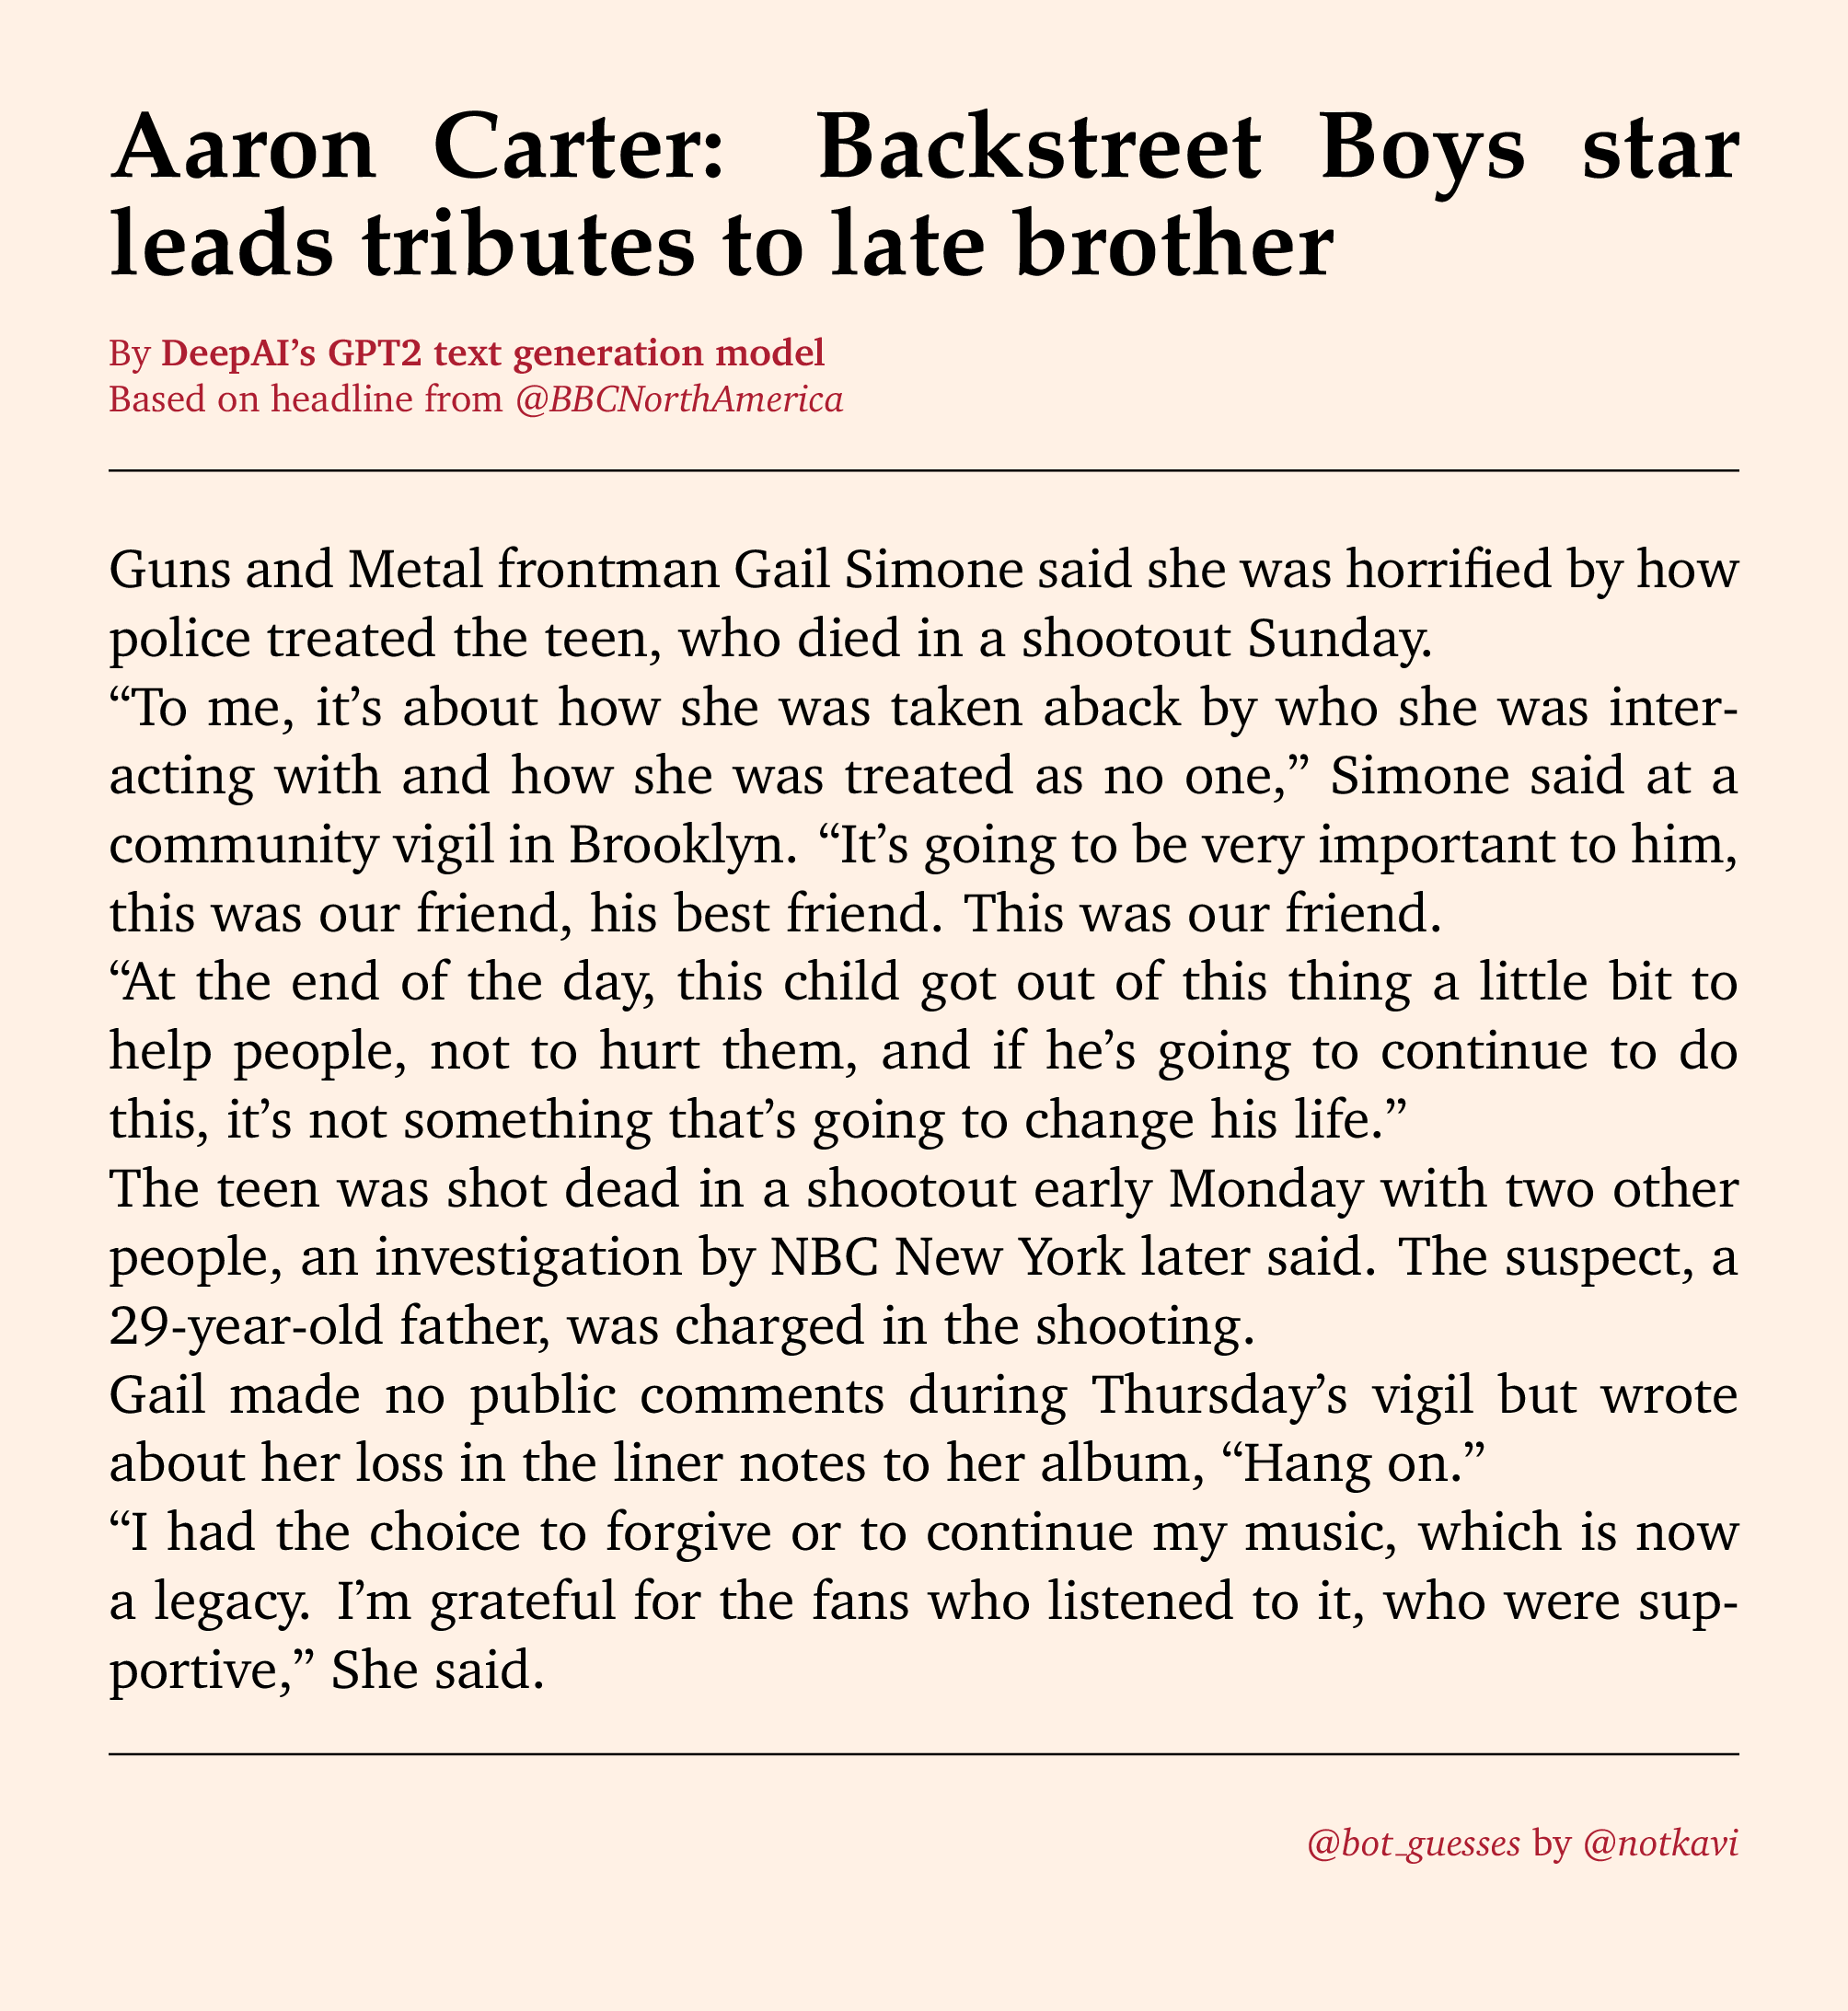 Aaron Carter: Backstreet Boys star
leads tributes to late brother
By DeepAI’s GPT2 text generation model
Based on headline from @BBCNorthAmerica
Guns and Metal frontman Gail Simone said she was horrified by how
police treated the teen, who died in a shootout Sunday.
“To me, it’s about how she was taken aback by who she was inter-
acting with and how she was treated as no one,” Simone said at a
community vigil in Brooklyn. “It’s going to be very important to him,
this was our friend, his best friend. This was our friend.
“At the end of the day, this child got out of this thing a little bit to
help people, not to hurt them, and if he’s going to continue to do
this, it’s not something that’s going to change his life.”
The teen was shot dead in a shootout early Monday with two other
people, an investigation by NBC New York later said. The suspect, a
29-year-old father, was charged in the shooting.
Gail made no public comments during Thursday’s vigil but wrote
about her loss in the liner notes to her album, “Hang on.”
“I had the choice to forgive or to continue my music, which is now
a legacy. I’m grateful for the fans who listened to it, who were sup-
portive,” She said.
@bot_guesses by @notkavi